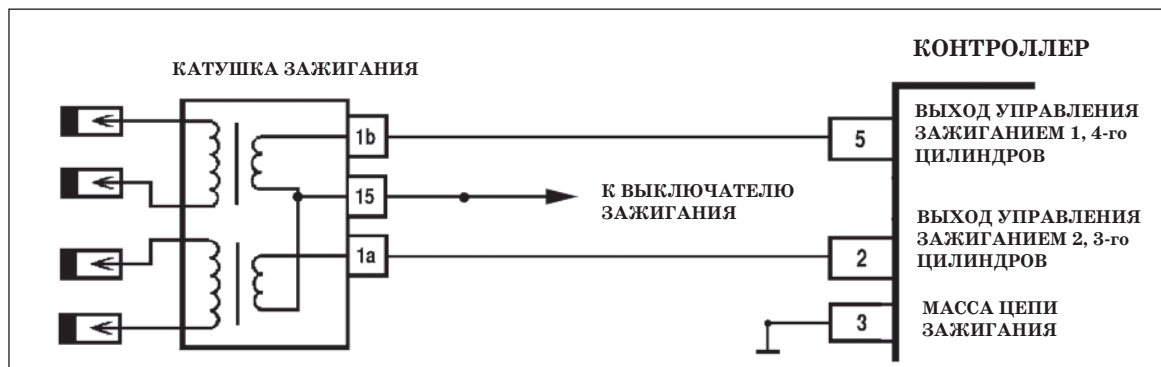 КОНТРОЛЛЕР
КАТУШКА ЗАЖИГАНИЯ
1b
15
1a
К ВЫКЛЮЧАТЕЛЮ
ЗАЖИГАНИЯ
5
ВЫХОД УПРАВЛЕНИЯ
ЗАЖИГАНИЕМ 1, 4-го
ЦИЛИНДРОВ
2
ВЫХОД УПРАВЛЕНИЯ
ЗАЖИГАНИЕМ 2, 3-го
ЦИЛИНДРОВ
3
МАССА ЦЕПИ
ЗАЖИГАНИЯ